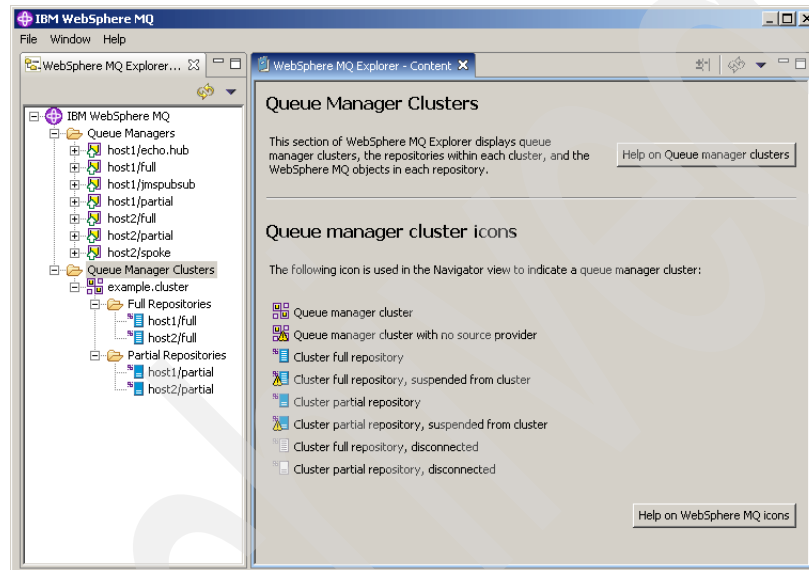 IBM WebSphere MQ
File Window Help
WebSphere MQ Explorer...
IBM WebSphere MQ
Queue Managers
host1/echo.hub
host1/full
host1/jmspubsub
host1/partial
host2/full
host2/partial
host2/spoke
Queue Manager Clusters
example.cluster
Full Repositories
host1/full
host2/full
Partial Repositories
host1/partial
host2/partial
WebSphere MQ Explorer - Content
Queue Manager Clusters
This section of WebSphere MQ Explorer displays queue
manager clusters, the repositories within each cluster, and the
WebSphere MQ objects in each repository.
Help on Queue manager clusters
Queue manager cluster icons
The following icon is used in the Navigator view to indicate a queue manager cluster:
Queue manager cluster
Queue manager cluster with no source provider
Cluster full repository
Cluster full repository, suspended from cluster
Cluster partial repository
Cluster partial repository, suspended from cluster
Cluster full repository, disconnected
Cluster partial repository, disconnected
Help on WebSphere MQ icons